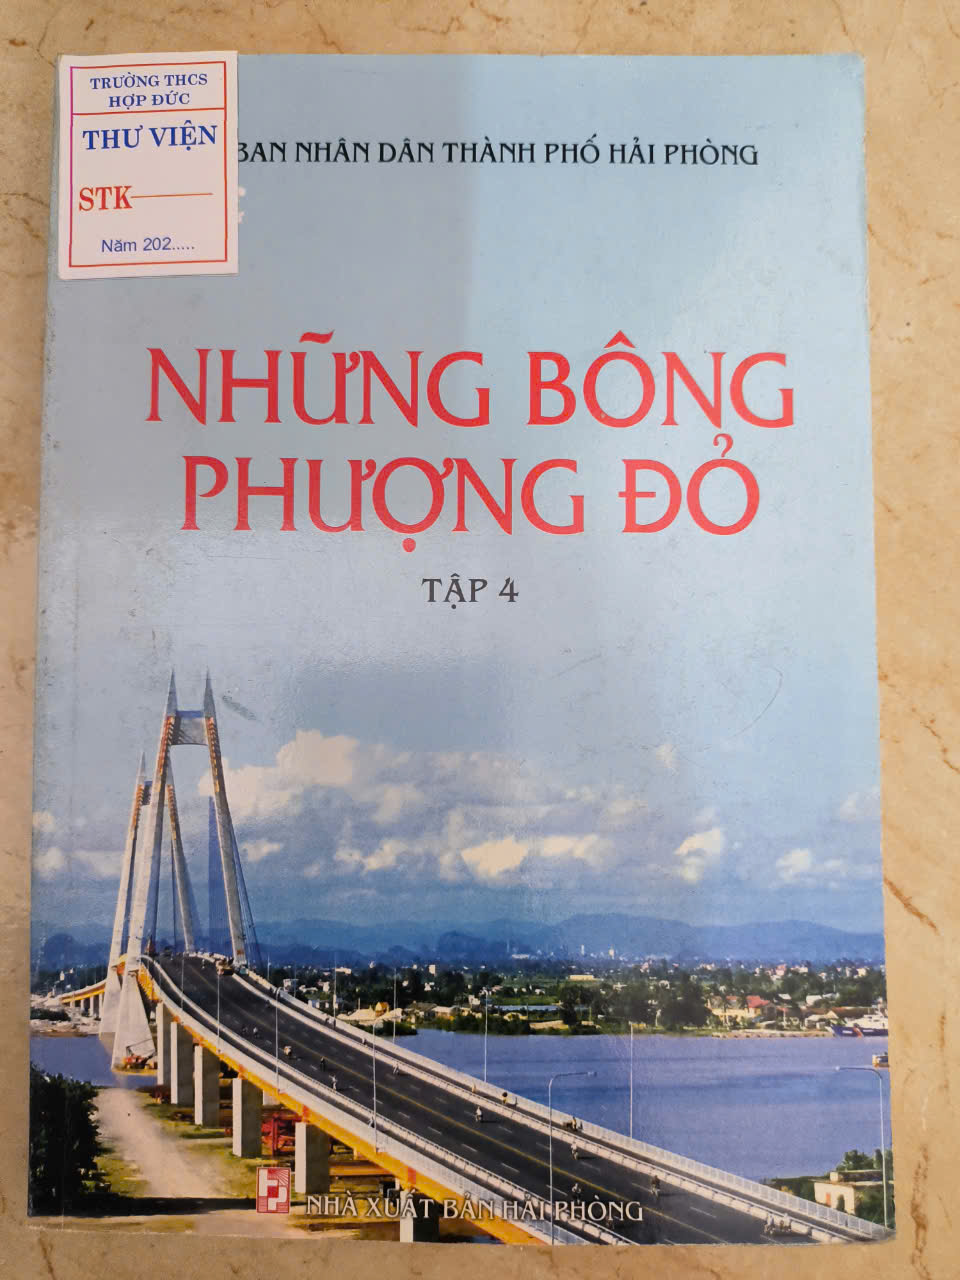 TRƯỜNG THCS
HỢP ĐỨC
THƯ VIỆN
STK
Năm 202.....
BAN NHÂN DÂN THÀNH PHỐ HẢI PHÒNG
NHỮNG BÔNG
PHƯỢNG ĐỎ
TẬP 4
NHÀ XUẤT BẢN HẢI PHÒNG